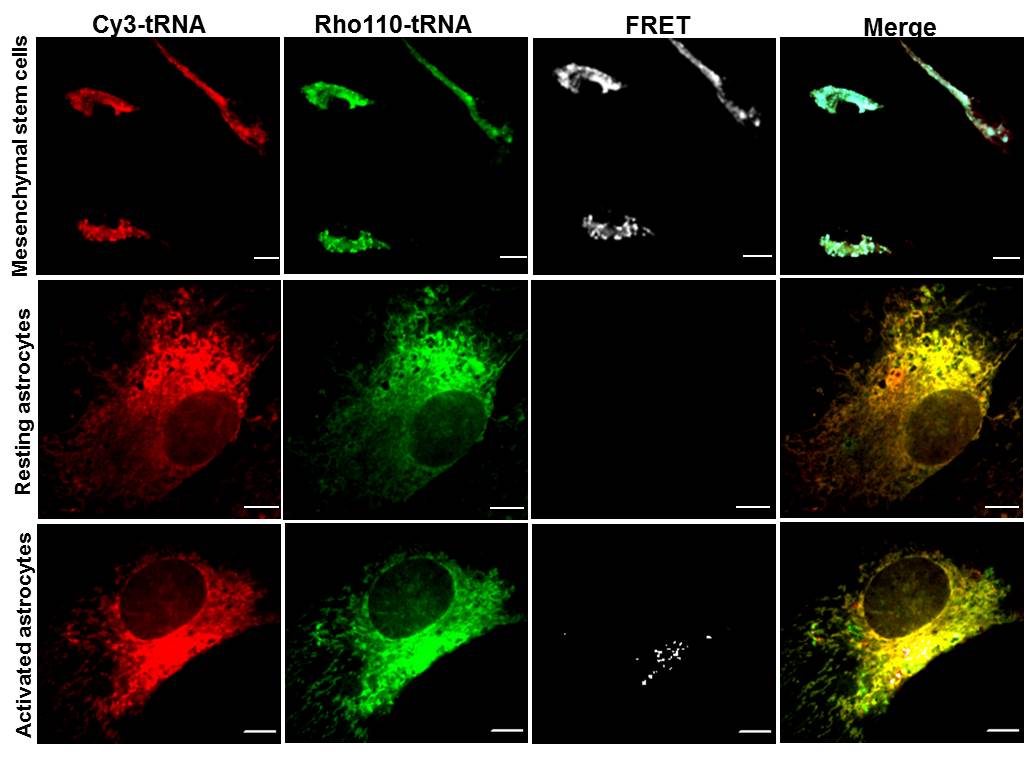 Cy3-tRNA
Rho110-tRNA
FRET
Merge
Mesenchymal stem cells
Resting astrocytes
Activated astrocytes